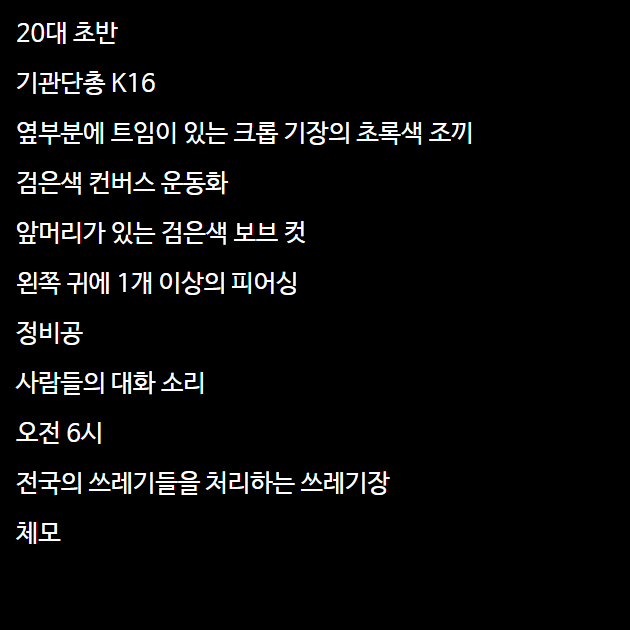 20대 초반
기관단총 K16
옆부분에 트임이 있는 크롭 기장의 초록색 조끼
검은색 컨버스 운동화
앞머리가 있는 검은색 보브 컷
왼쪽 귀에 1개 이상의 피어싱
정비공
사람들의 대화 소리
오전 6시
전국의 쓰레기들을 처리하는 쓰레기장
체모